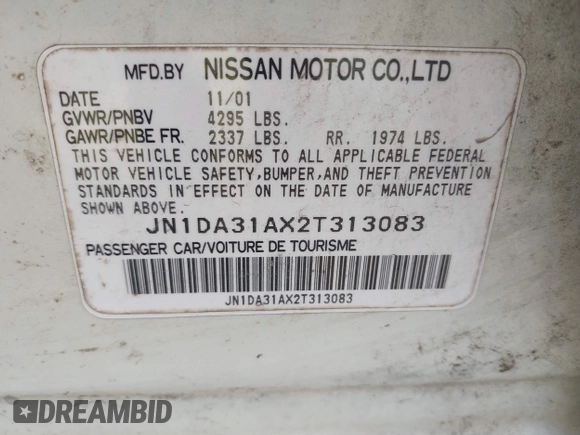 MFD.BY NISSAN MOTOR CO.,LTD
DATE 11/01
GVWR/PNBV 4295 LBS.
GAWR/PNBE FR. 2337 LBS. RR. 1974 LBS.
THIS VEHICLE CONFORMS TO ALL APPLICABLE FEDERAL
MOTOR VEHICLE SAFETY,BUMPER,AND THEFT PREVENTION
STANDARDS IN EFFECT ON THE DATE OF MANUFACTURE
SHOWN ABOVE.
JN1DA31AX2T313083
PASSENGER CAR/VOITURE DE TOURISME
JN1DA31AX2T313083
DREAMBID